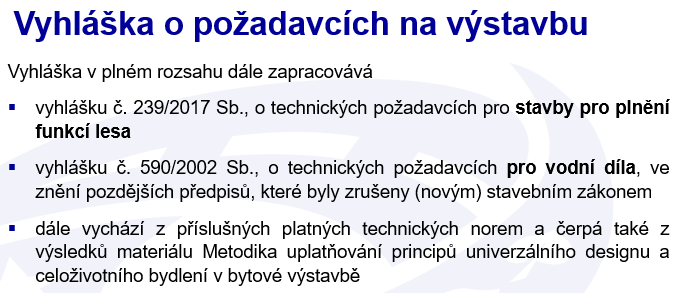 Vyhláška o požadavcích na výstavbu
Vyhláška v plném rozsahu dále zapracovává
▪ vyhlášku č. 239/2017 Sb., o technických požadavcích pro stavby pro plnění
funkcí lesa
▪ vyhlášku č. 590/2002 Sb., o technických požadavcích pro vodní díla, ve
znění pozdějších předpisů, které byly zrušeny (novým) stavebním zákonem
▪ dále vychází z příslušných platných technických norem a čerpá také z
výsledků materiálu Metodika uplatňování principů univerzálního designu a
celoživotního bydlení v bytové výstavbě